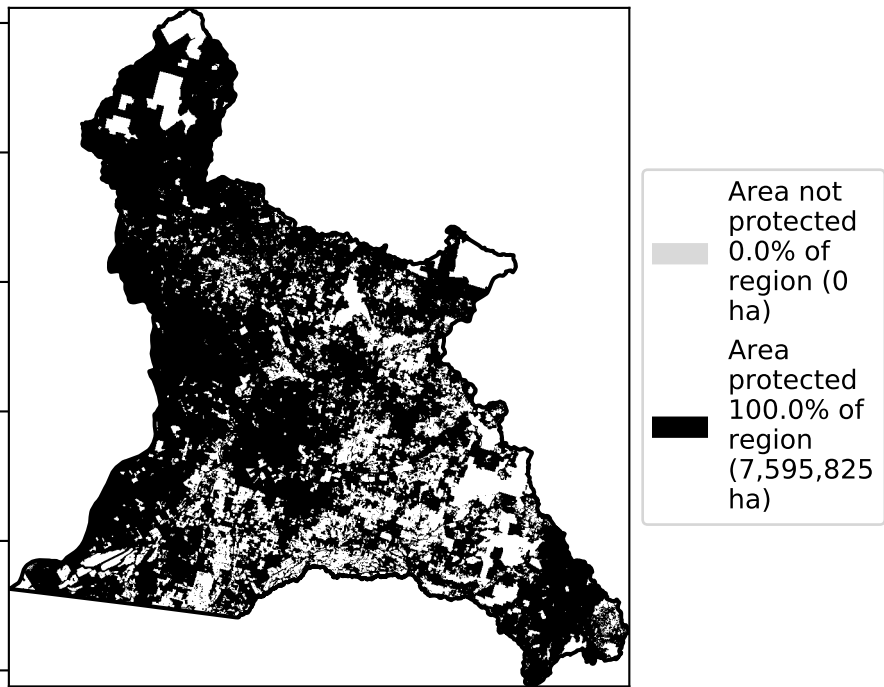 Area not
protected
0.0% of
region (0
ha)
Area
protected
100.0% of
region
(7,595,825
ha)